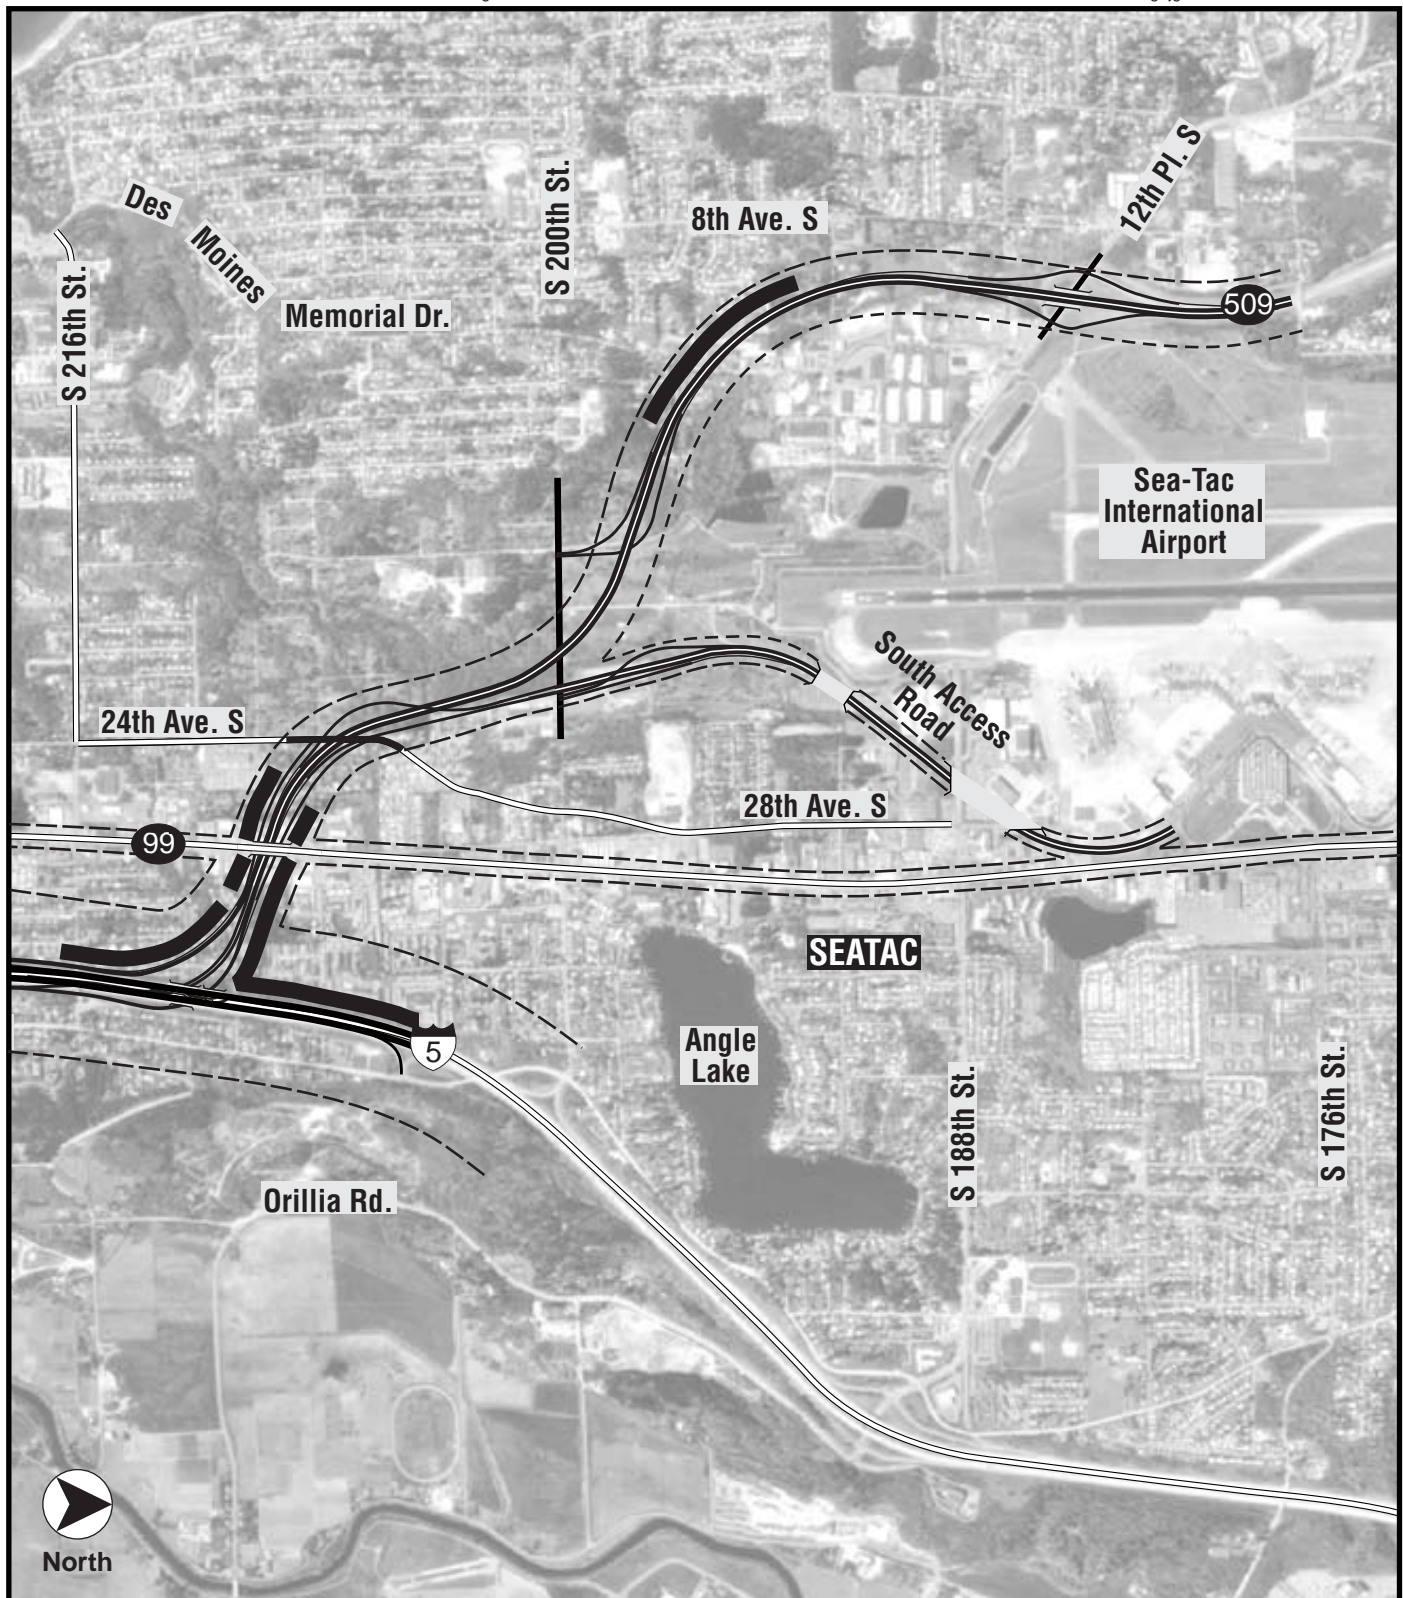 12th Pl. S
Des
Moines
Memorial Dr.
S 216th St.
S 200th St.
8th Ave. S
509
Sea-Tac
International
Airport
South Access
Road
24th Ave. S
28th Ave. S
99
SEATAC
5
Angle
Lake
S 188th St.
S 176th St.
Orillia Rd.
North